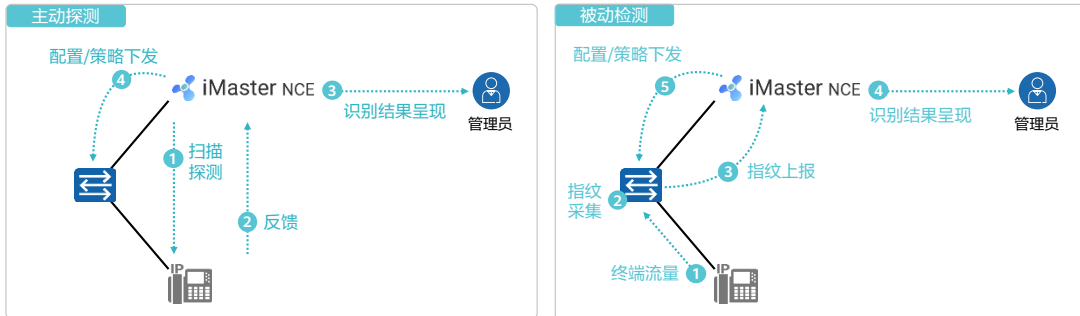 主动探测
配置/策略下发
4
iMaster NCE
3
识别结果呈现
管理员
1
扫描
探测
2
反馈
IP
被动检测
配置/策略下发
5
iMaster NCE
4
识别结果呈现
管理员
3
指纹上报
指纹
采集
2
终端流量
1
IP